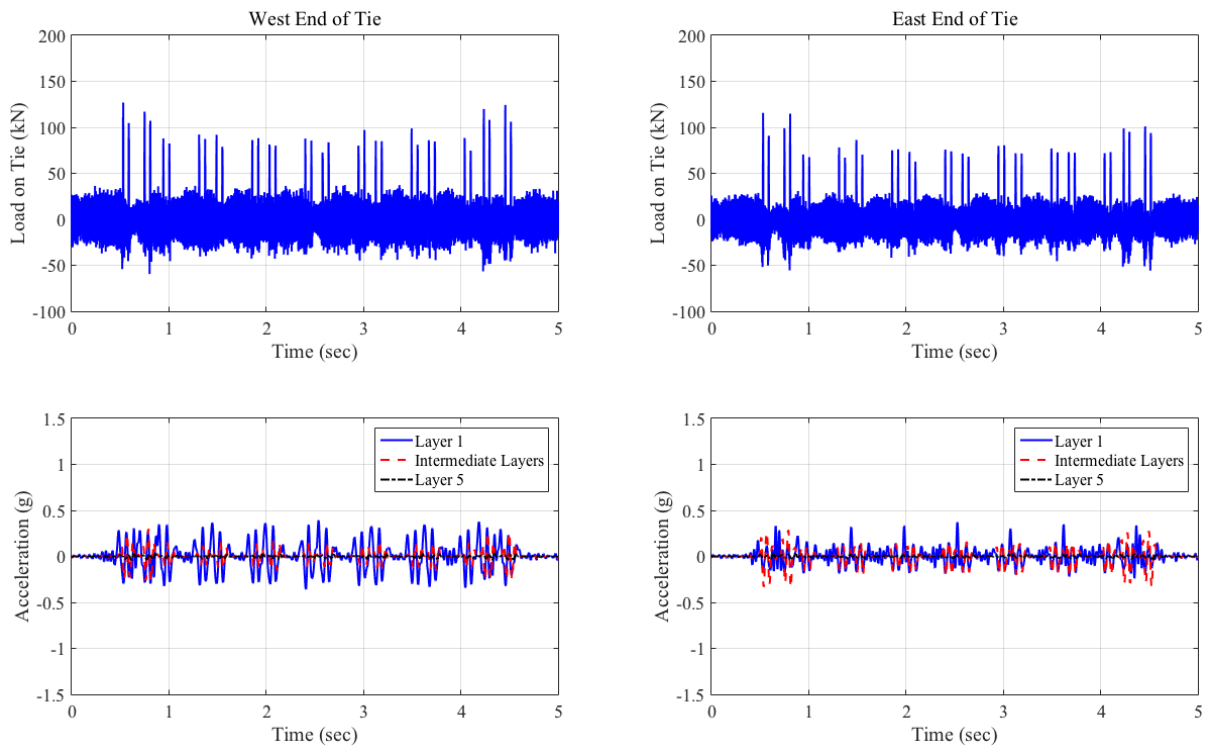 West End of Tie
200
150
100
50
0
-50
-100
Load on Tie (kN)
0 1 2 3 4 5
Time (sec)
East End of Tie
200
150
100
50
0
-50
-100
Load on Tie (kN)
0 1 2 3 4 5
Time (sec)
1.5
1
0.5
0
-0.5
-1
-1.5
Acceleration (g)
Layer 1
Intermediate Layers
Layer 5
0 1 2 3 4 5
Time (sec)
1.5
1
0.5
0
-0.5
-1
-1.5
Acceleration (g)
Layer 1
Intermediate Layers
Layer 5
0 1 2 3 4 5
Time (sec)